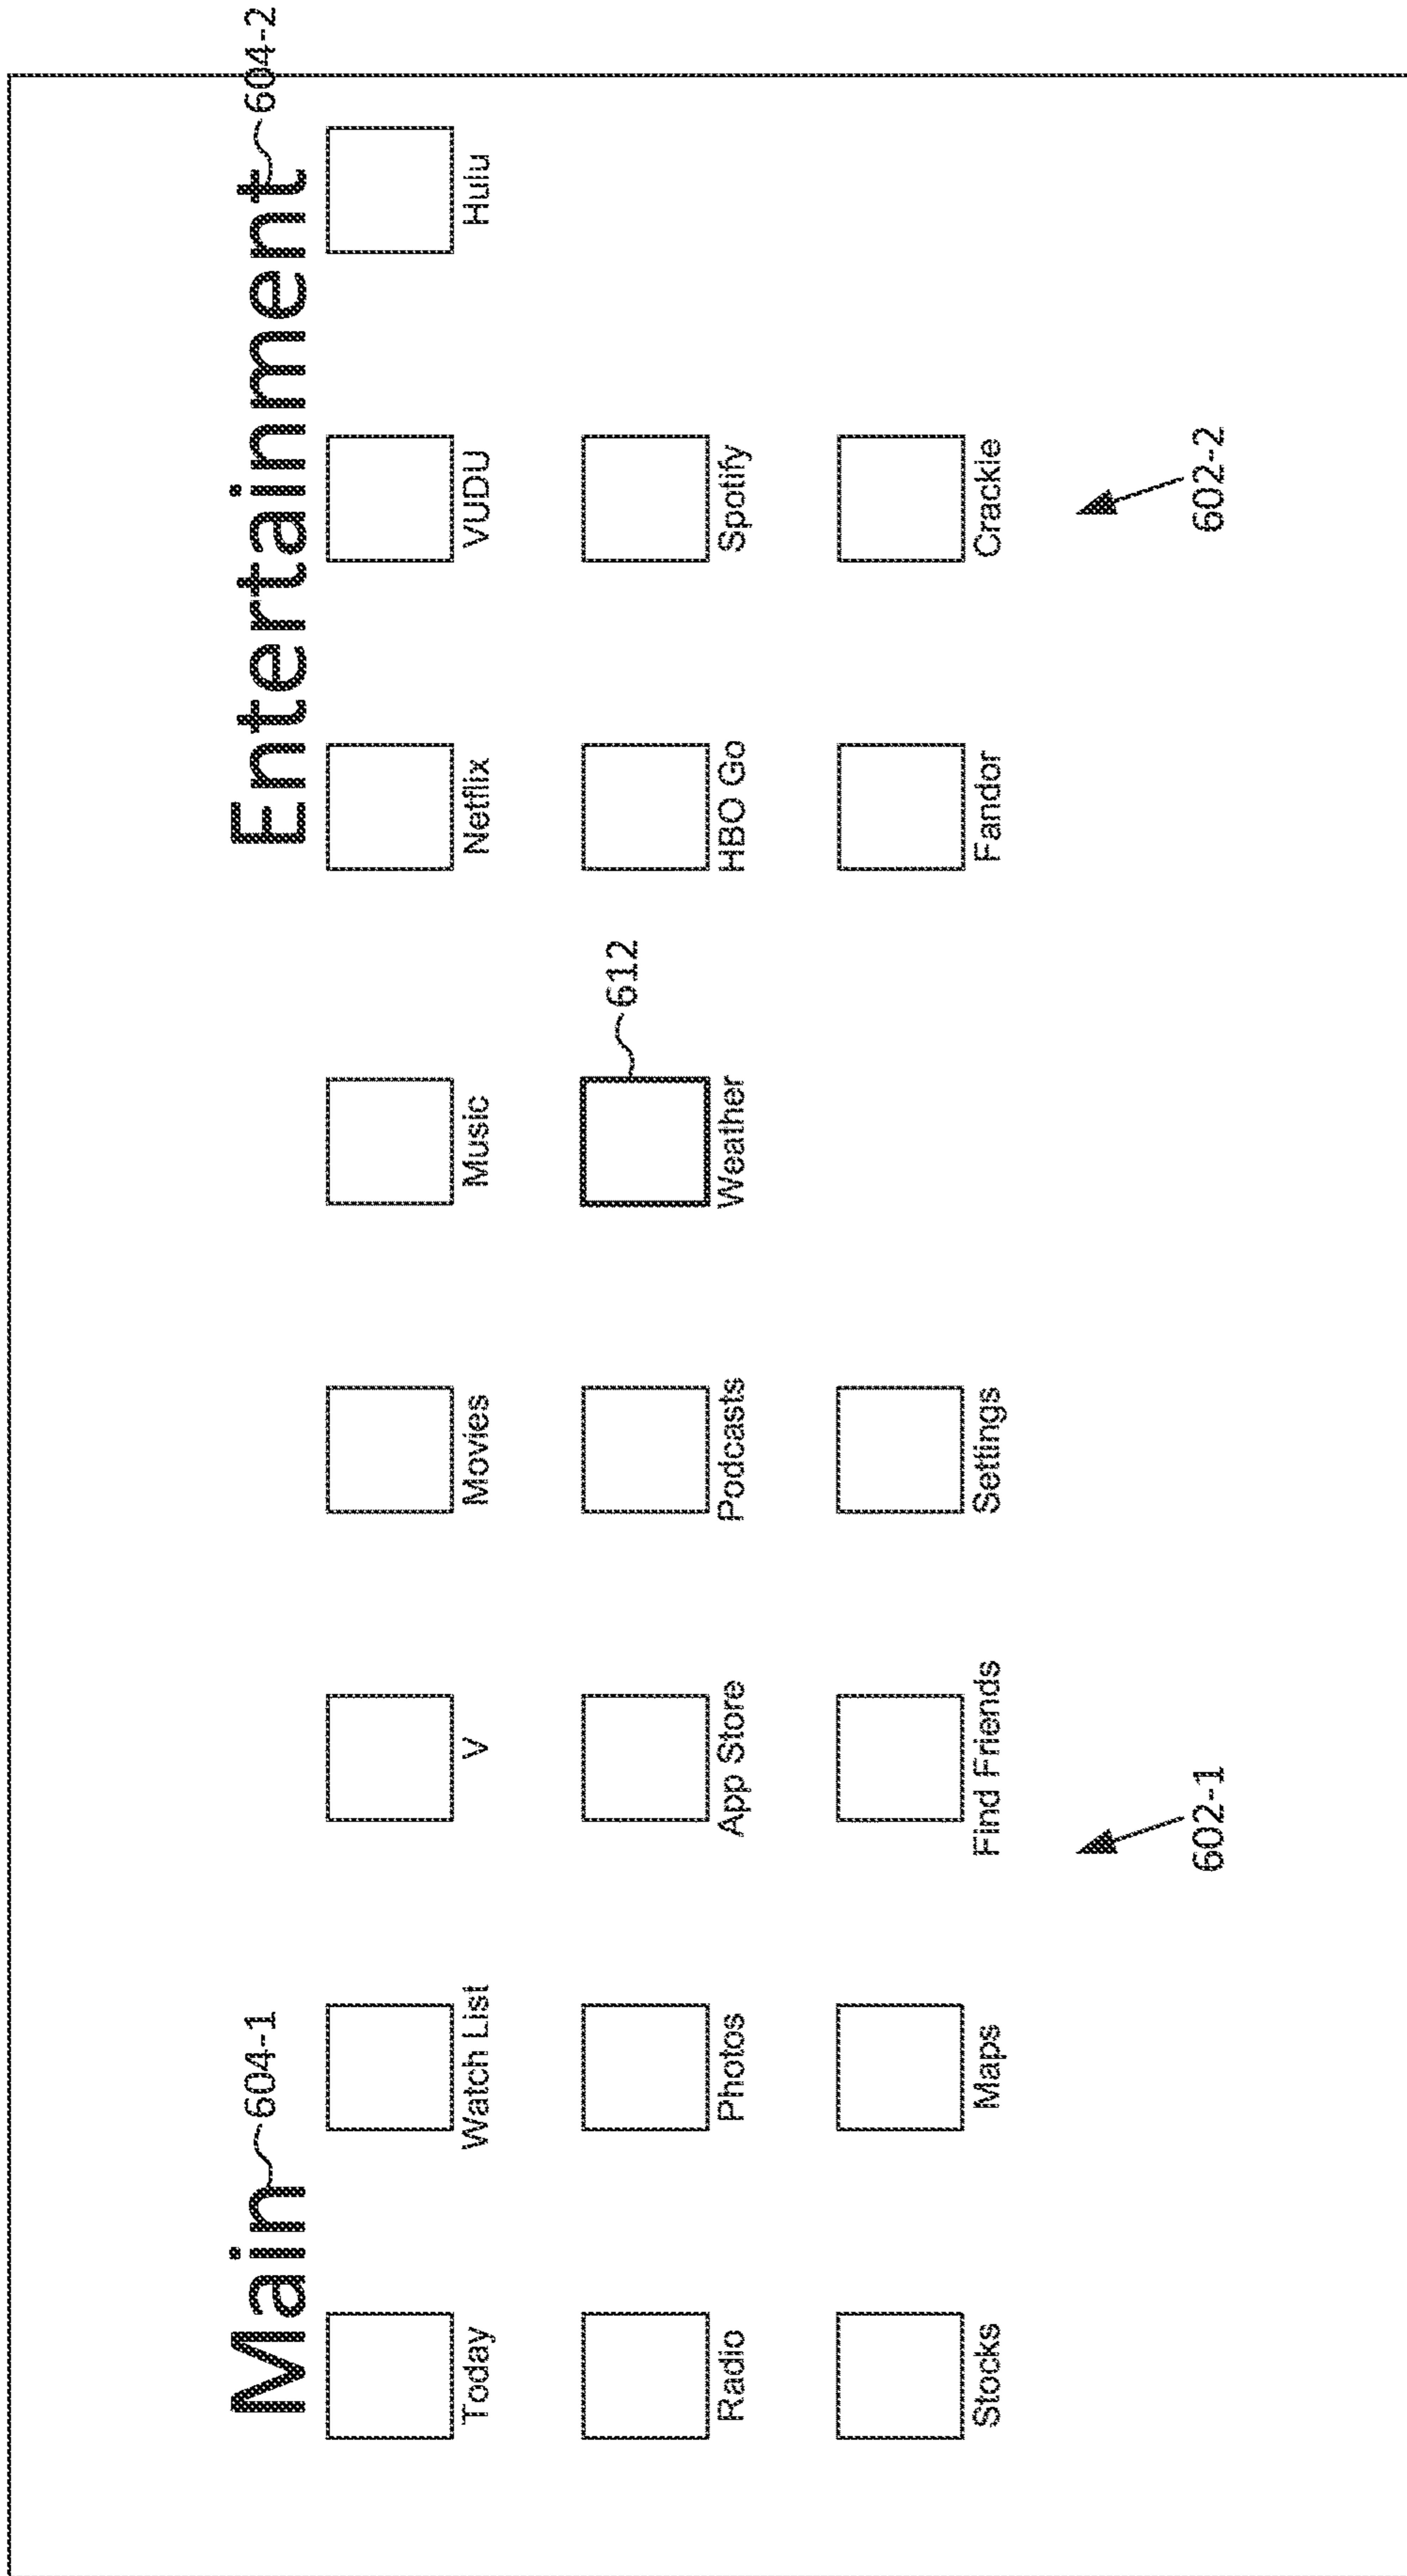 Main 604-1 Entertainment 604-2
Today Watch List V Movies Music Netflix VUDU Hulu
612
Radio Photos App Store Podcasts Weather HBO Go Spotify
Stocks Maps Find Friends Settings Fandor Crackle
602-1 602-2